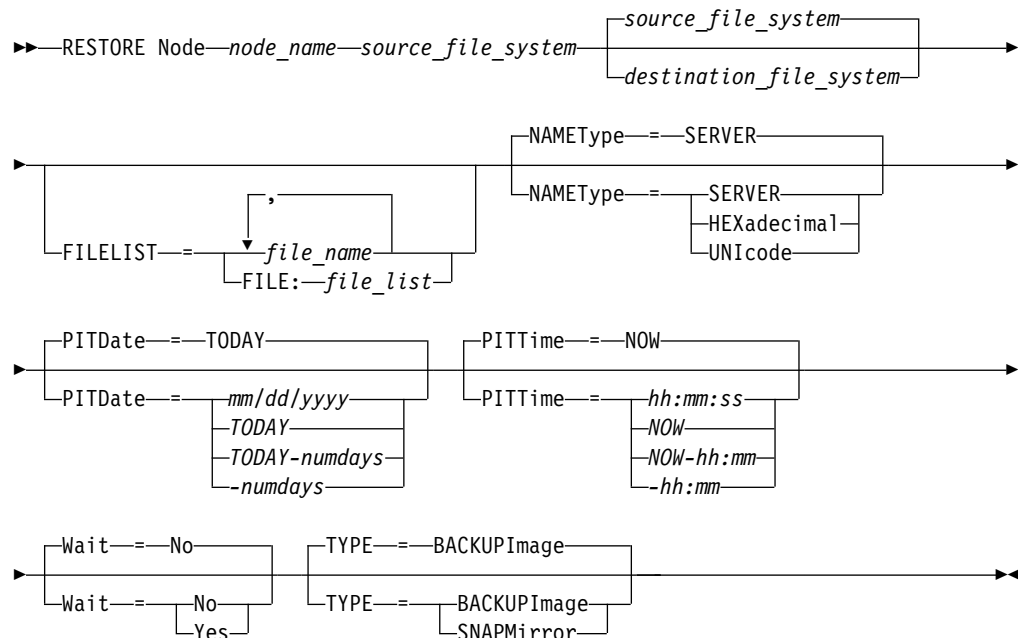 source_file_system
RESTORE Node node_name source_file_system
destination_file_system
NAMEType = SERVER
FILELIST = , file_name
FILE: file_list
NAMEType = SERVER
HEXadecimal
UNIcode
PITDate = TODAY
PITDate = mm/dd/yyyy
TODAY
TODAY-numdays
-numdays
PITTime = NOW
PITTime = hh:mm:ss
NOW
NOW-hh:mm
-hh:mm
Wait = No
Wait = No
Yes
TYPE = BACKUPImage
TYPE = BACKUPImage
SNAPMirror